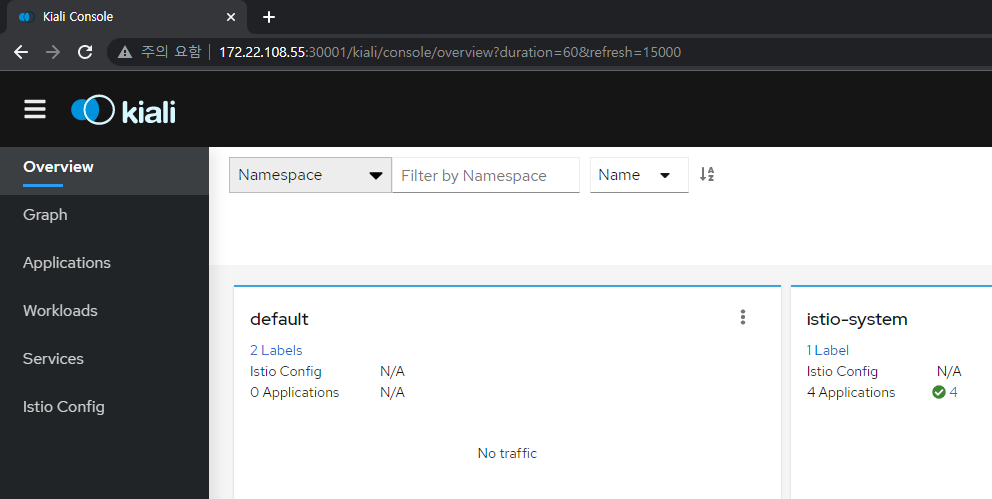 Kiali Console
주의 요함 172.22.108.55:30001/kiali/console/overview?duration=60&refresh=15000
kiali
Overview
Graph
Applications
Workloads
Services
Istio Config
Namespace Filter by Namespace Name
default
2 Labels
Istio Config N/A
0 Applications N/A
No traffic
istio-system
1 Label
Istio Config N/A
4 Applications 4